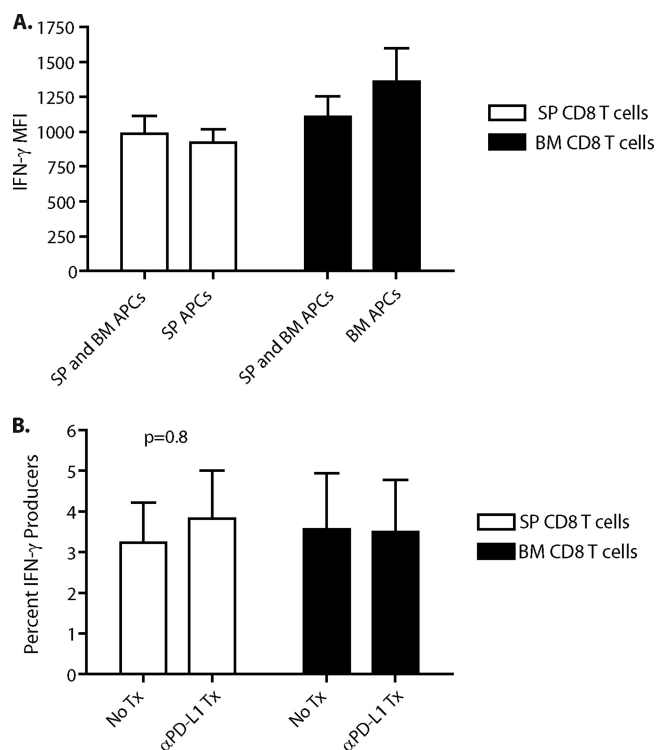 A.
IFN-γ MFI
1750
1500
1250
1000
750
500
250
0
SP and BM APCs
SP APCs
SP and BM APCs
BM APCs
SP CD8 T cells
BM CD8 T cells
B.
Percent IFN-γ Producers
6
5
4
3
2
1
0
p=0.8
No Tx
αPD-L1 Tx
No Tx
αPD-L1 Tx
SP CD8 T cells
BM CD8 T cells